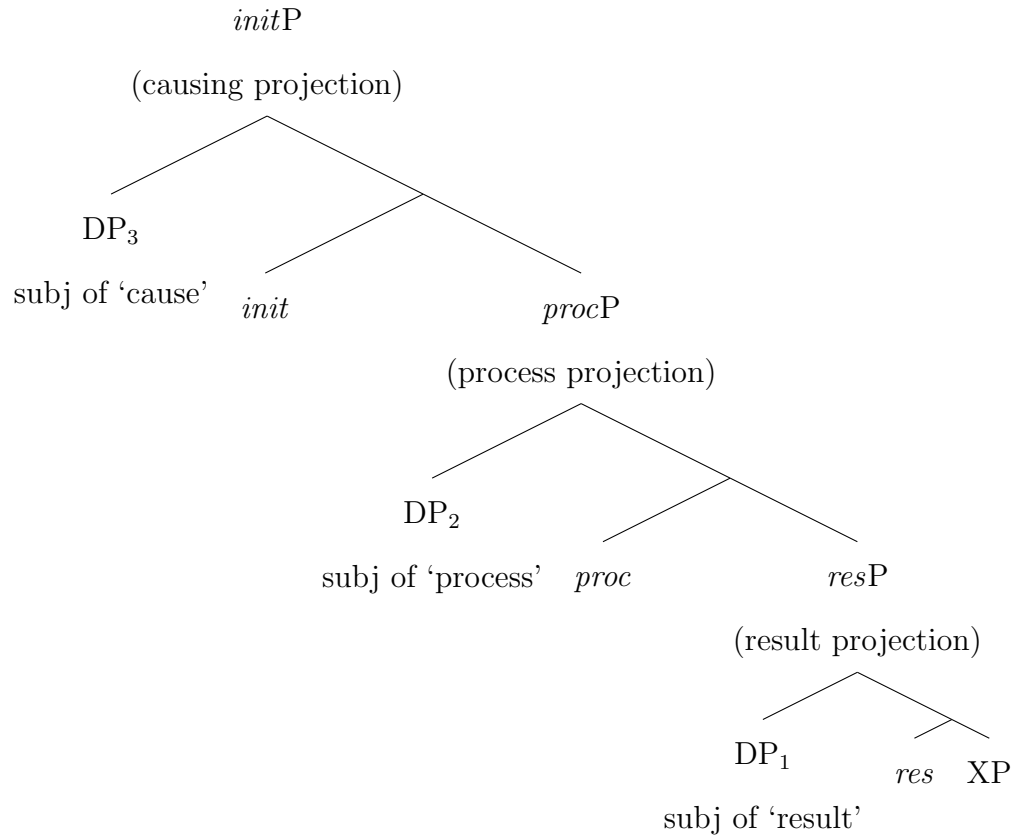 initP
(causing projection)
DP₃
subj of ‘cause’
init
procP
(process projection)
DP₂
subj of ‘process’
proc
resP
(result projection)
DP₁
subj of ‘result’
res
XP